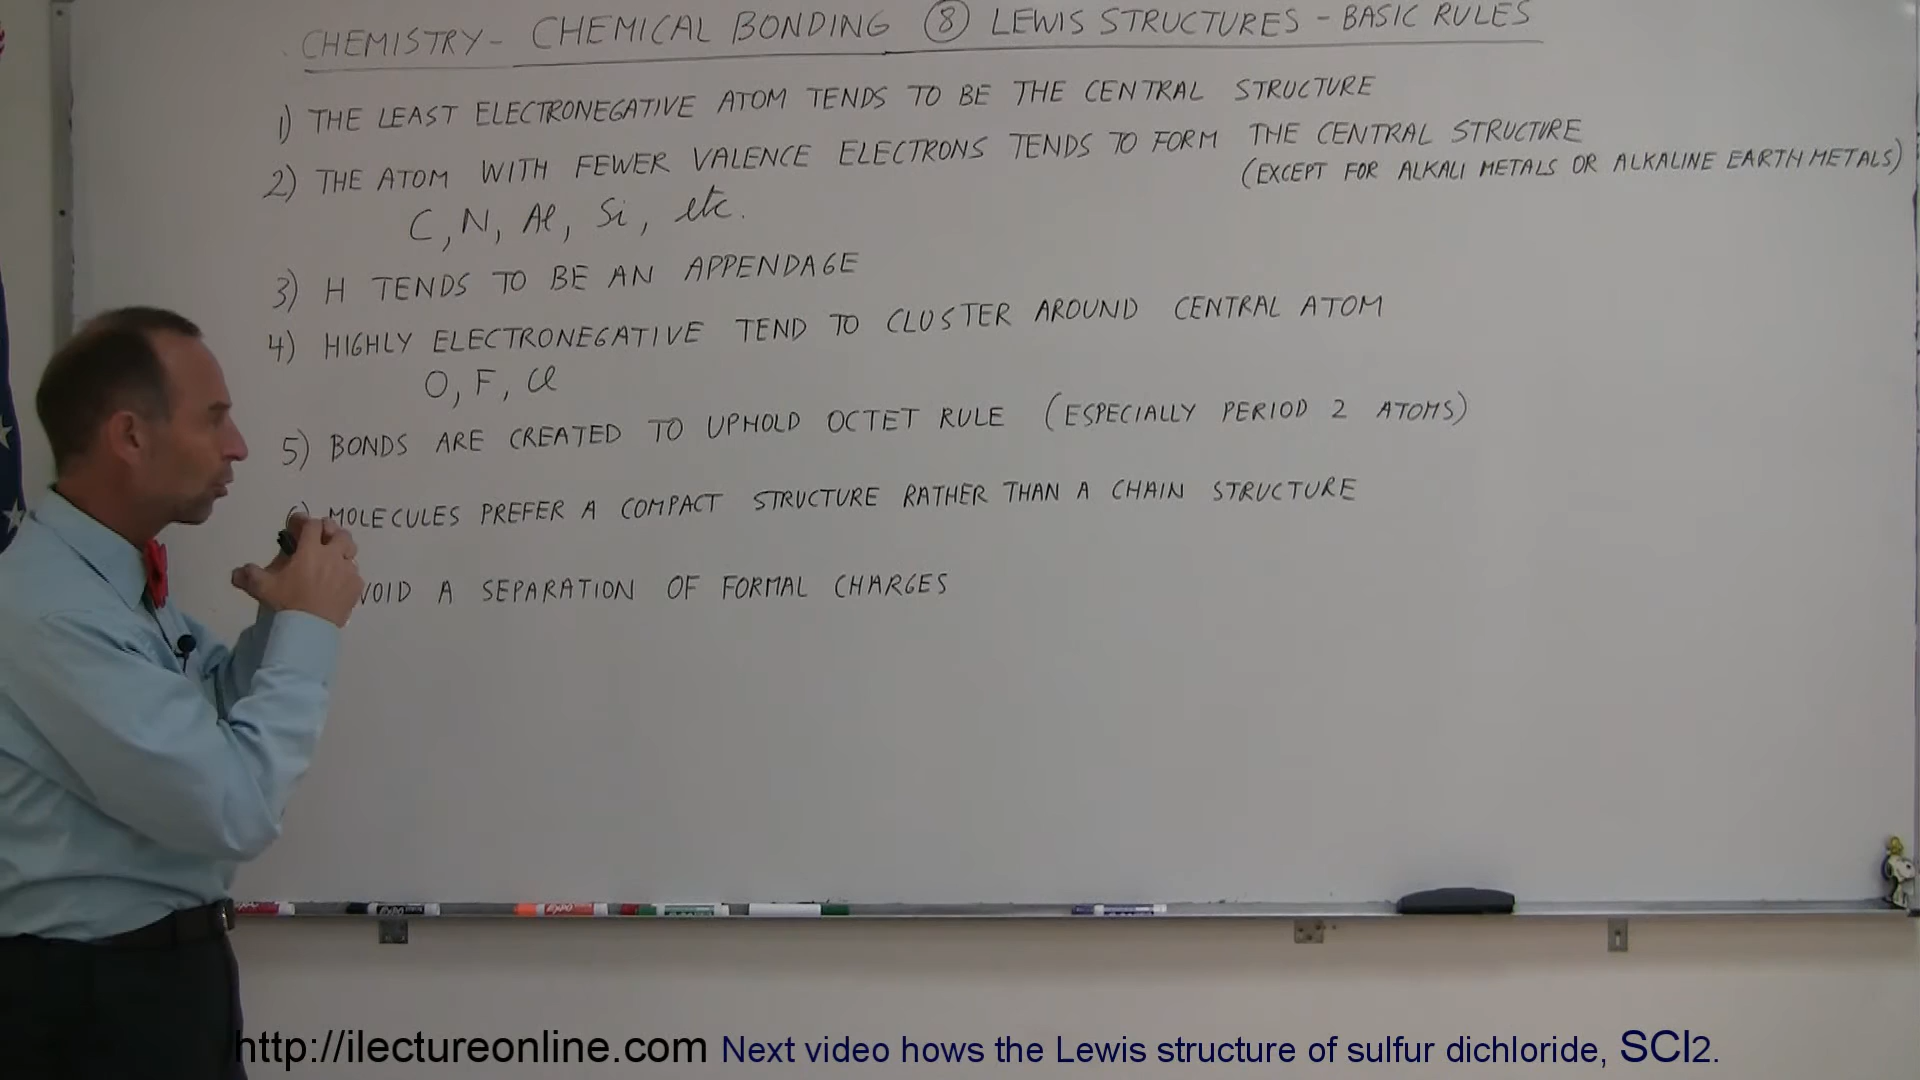 CHEMISTRY - CHEMICAL BONDING ⑧ LEWIS STRUCTURES - BASIC RULES
1) THE LEAST ELECTRONEGATIVE ATOM TENDS TO BE THE CENTRAL STRUCTURE
2) THE ATOM WITH FEWER VALENCE ELECTRONS TENDS TO FORM THE CENTRAL STRUCTURE
(EXCEPT FOR ALKALI METALS OR ALKALINE EARTH METALS)
C, N, Al, Si, etc.
3) H TENDS TO BE AN APPENDAGE
4) HIGHLY ELECTRONEGATIVE TEND TO CLUSTER AROUND CENTRAL ATOM
O, F, Cl
5) BONDS ARE CREATED TO UPHOLD OCTET RULE (ESPECIALLY PERIOD 2 ATOMS)
6) MOLECULES PREFER A COMPACT STRUCTURE RATHER THAN A CHAIN STRUCTURE
VOID A SEPARATION OF FORMAL CHARGES
EXPO EXPO
http://ilectureonline.com Next video hows the Lewis structure of sulfur dichloride, SCl2.